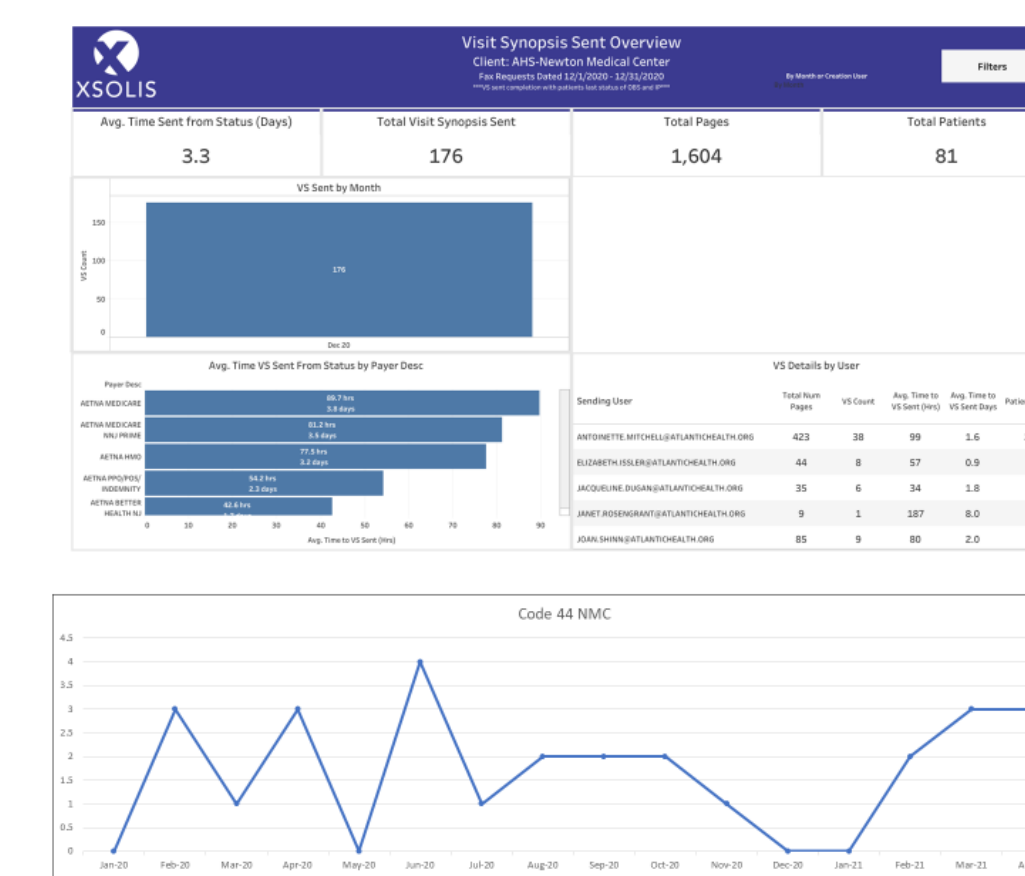 XSOLIS
Visit Synopsis Sent Overview
Client: AHS-Newton Medical Center
Fax Requests Dated 12/1/2020 - 12/31/2020
***VS sent completion with patients last status of OBS and IP***
By Month or Creation User
Filters
Avg. Time Sent from Status (Days)
3.3
Total Visit Synopsis Sent
176
Total Pages
1,604
Total Patients
81
VS Sent by Month
VS Count
150
100
50
0
176
Dec 20
Avg. Time VS Sent From Status by Payer Desc
Payer Desc
AETNA MEDICARE
89.7 hrs
3.8 days
AETNA MEDICARE
NNJ PRIME
81.2 hrs
3.5 days
AETNA HMO
77.5 hrs
3.2 days
AETNA PPO/POS/
INDEMNITY
54.2 hrs
2.3 days
AETNA BETTER
HEALTH NJ
42.6 hrs
0 10 20 30 40 50 60 70 80 90
Avg. Time to VS Sent (Hrs)
VS Details by User
Sending User
Total Num
Pages
VS Count
Avg. Time to
VS Sent (Hrs)
Avg. Time to
VS Sent Days
ANTOINETTE.MITCHELL@ATLANTICHEALTH.ORG 423 38 99 1.6
ELIZABETH.ISSLER@ATLANTICHEALTH.ORG 44 8 57 0.9
JACQUELINE.DUGAN@ATLANTICHEALTH.ORG 35 6 34 1.8
JANET.ROSENGRANT@ATLANTICHEALTH.ORG 9 1 187 8.0
JOAN.SHINN@ATLANTICHEALTH.ORG 85 9 80 2.0
Code 44 NMC
4.5
4
3.5
3
2.5
2
1.5
1
0.5
0
Jan-20 Feb-20 Mar-20 Apr-20 May-20 Jun-20 Jul-20 Aug-20 Sep-20 Oct-20 Nov-20 Dec-20 Jan-21 Feb-21 Mar-21